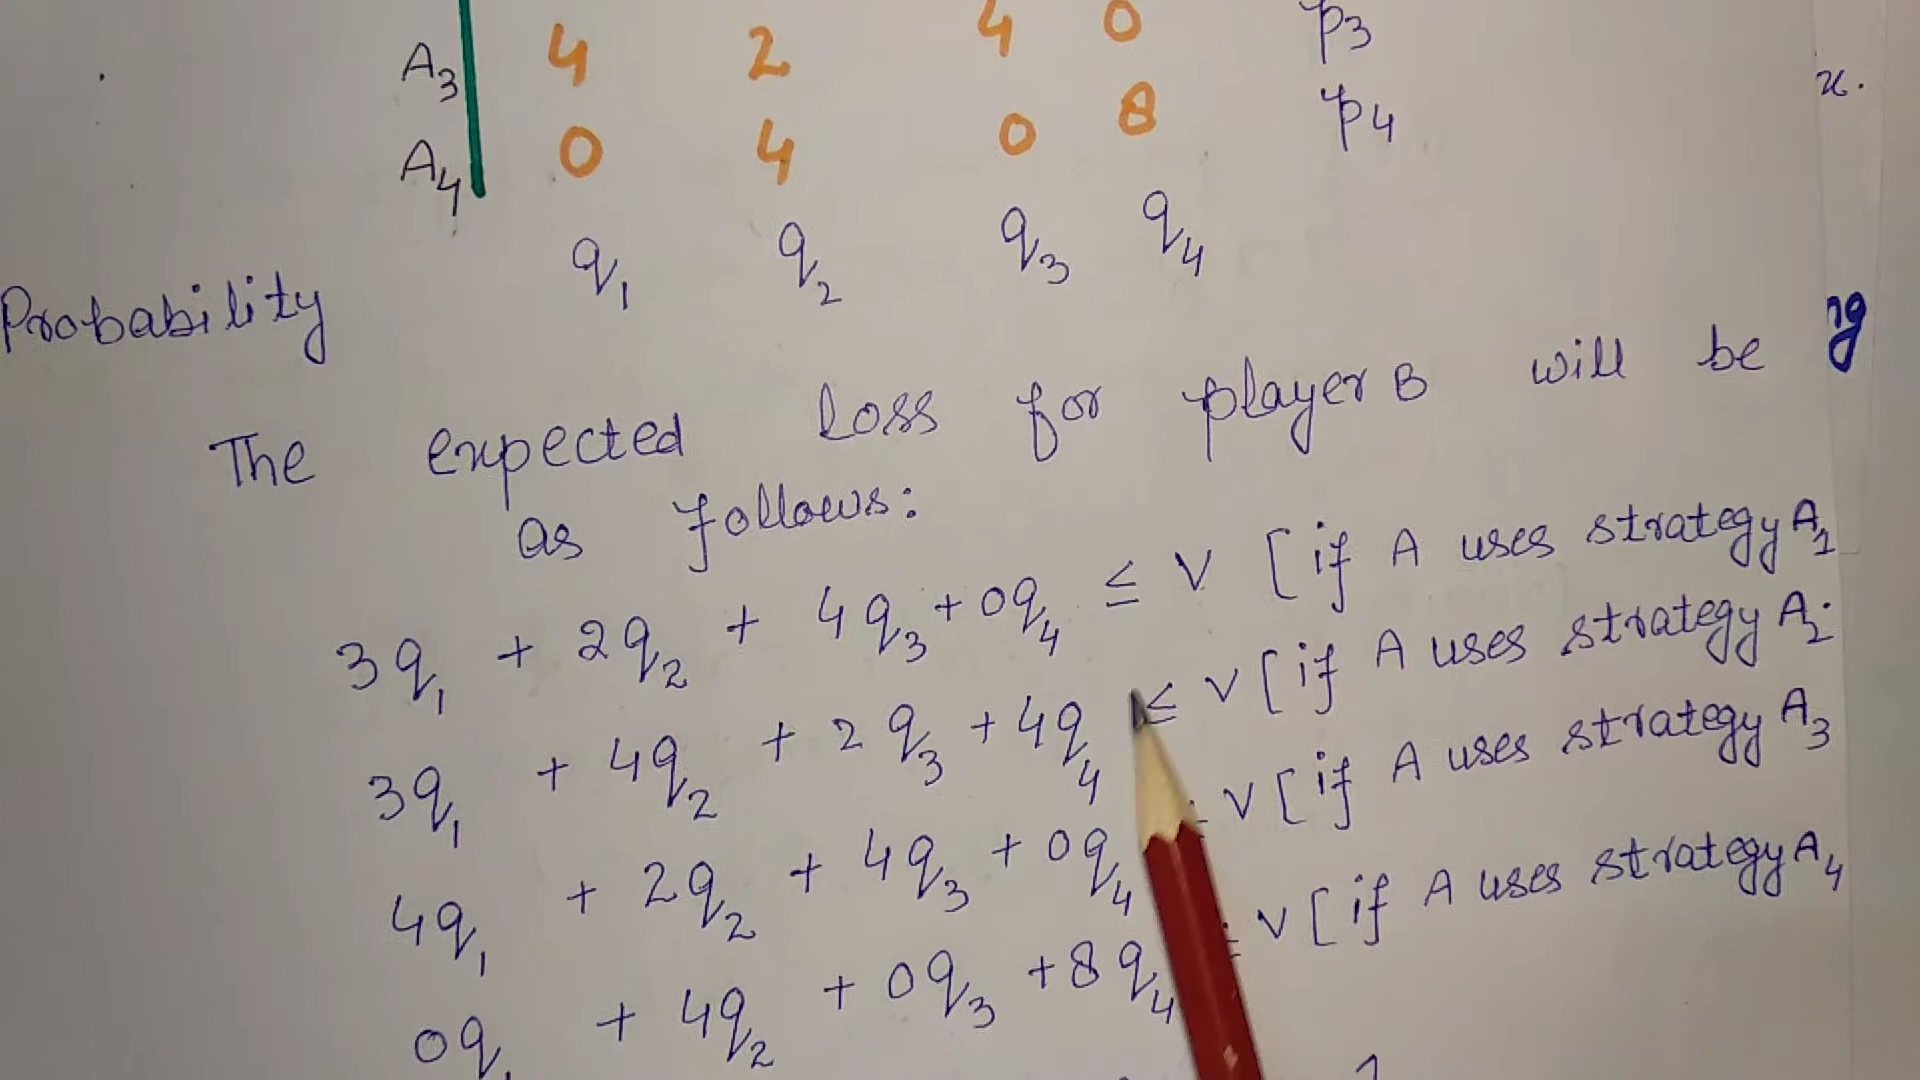 A3 4 2 4 0 p3
A4 0 4 0 8 p4
x.
q1 q2 q3 q4
Probability
The expected loss for player B will be
as follows:
3q1 + 2q2 + 4q3 + 0q4 ≤ V [if A uses strategy A1
3q1 + 4q2 + 2q3 + 4q4 ≤ V [if A uses strategy A2.
4q1 + 2q2 + 4q3 + 0q4 V [if A uses strategy A3
0q + 4q2 + 0q3 + 8q4 V [if A uses strategy A4